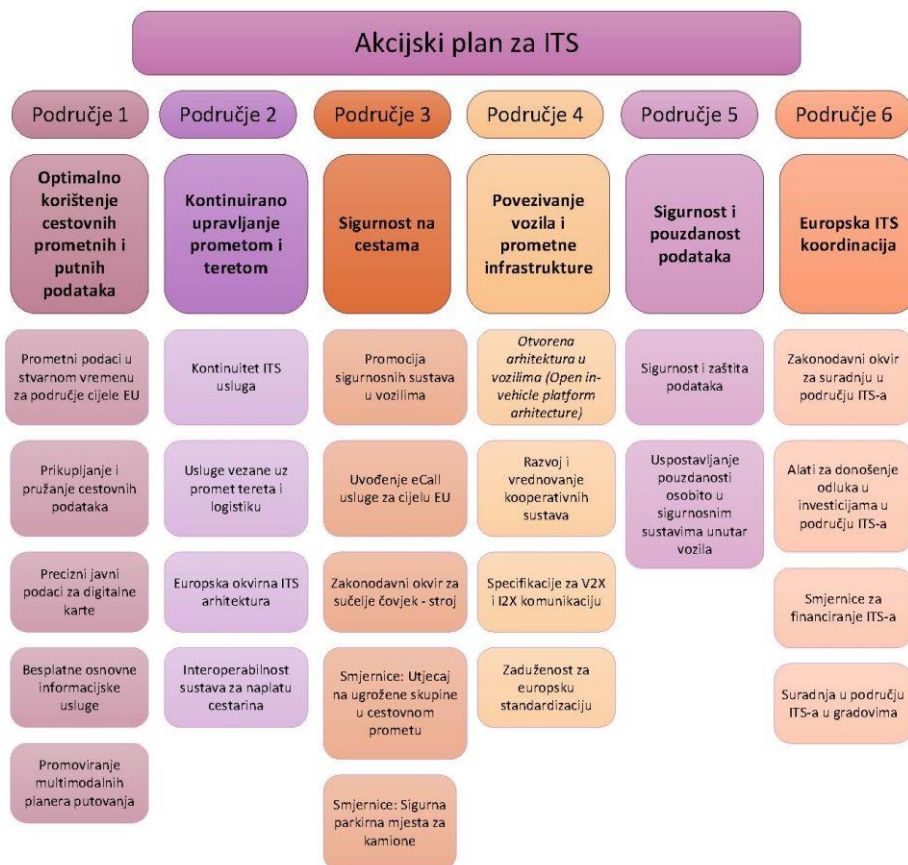 Akcijski plan za ITS
Područje 1
Područje 2
Područje 3
Područje 4
Područje 5
Područje 6
Optimalno
korištenje
cestovnih
prometnih i
putnih
podataka
Kontinuirano
upravljanje
prometom i
teretom
Sigurnost na
cestama
Povezivanje
vozila i
prometne
infrastrukture
Sigurnost i
pouzdanost
podataka
Europska ITS
koordinacija
Prometni podaci u
stvarnom vremenu
za područje cijele EU
Kontinuitet ITS
usluga
Promocija
sigurnosnih sustava
u vozilima
Otvorena
arhitektura u
vozilima (Open in-
vehicle platform
arhitecture)
Sigurnost i zaštita
podataka
Zakonodavni okvir
za suradnju u
području ITS-a
Prikupljanje i
pružanje cestovnih
podataka
Usluge vezane uz
promet tereta i
logistiku
Uvođenje eCall
usluge za cijelu EU
Razvoj i
vrednovanje
kooperativnih
sustava
Uspostavljanje
pouzdanosti
osobito u
sigurnosnim
sustavima unutar
vozila
Alati za donošenje
odluka u
investicijama u
području ITS-a
Precizni javni
podaci za digitalne
karte
Europska okvirna ITS
arhitektura
Zakonodavni okvir za
sučelje čovjek - stroj
Specifikacije za V2X
i I2X komunikaciju
Smjernice za
financiranje ITS-a
Besplatne osnovne
informacijske
usluge
Interoperabilnost
sustava za naplatu
cestarina
Smjernice: Utjecaj
na ugrožene skupine
u cestovnom
prometu
Zaduženost za
europsku
standardizaciju
Suradnja u području
ITS-a u gradovima
Promoviranje
multimodalnih
planera putovanja
Smjernice: Sigurna
parkirna mjesta za
kamione